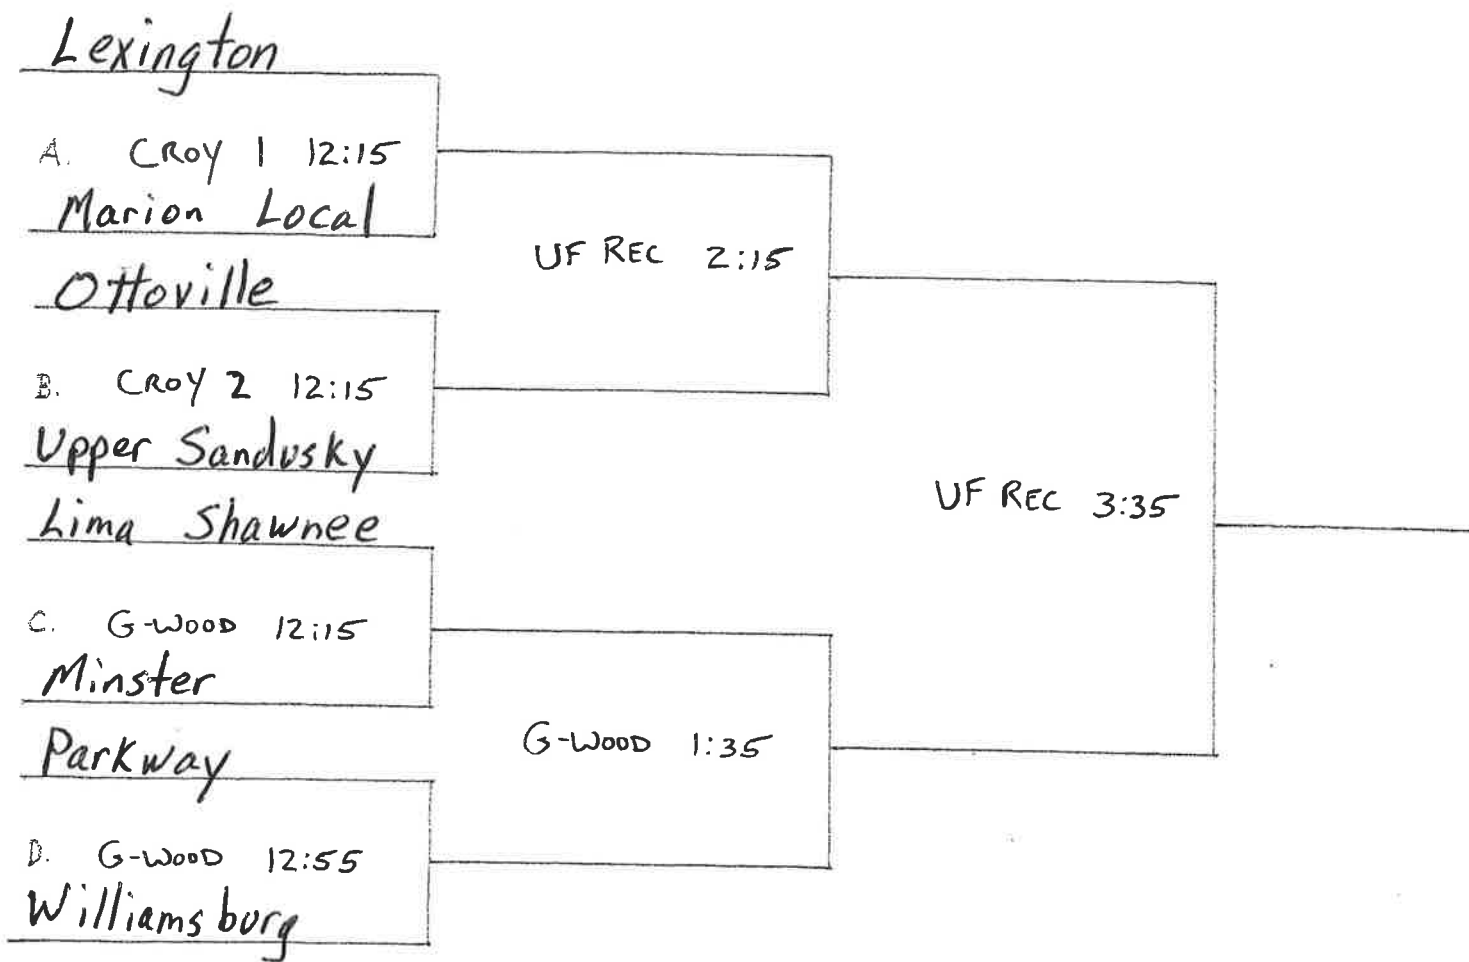 Lexington
A. CROY 1 12:15
Marion Local
UF REC 2:15
Ottoville
B. CROY 2 12:15
Upper Sandusky
UF REC 3:35
Lima Shawnee
C. G-WOOD 12:15
Minster
G-WOOD 1:35
Parkway
D. G-WOOD 12:55
Williamsburg